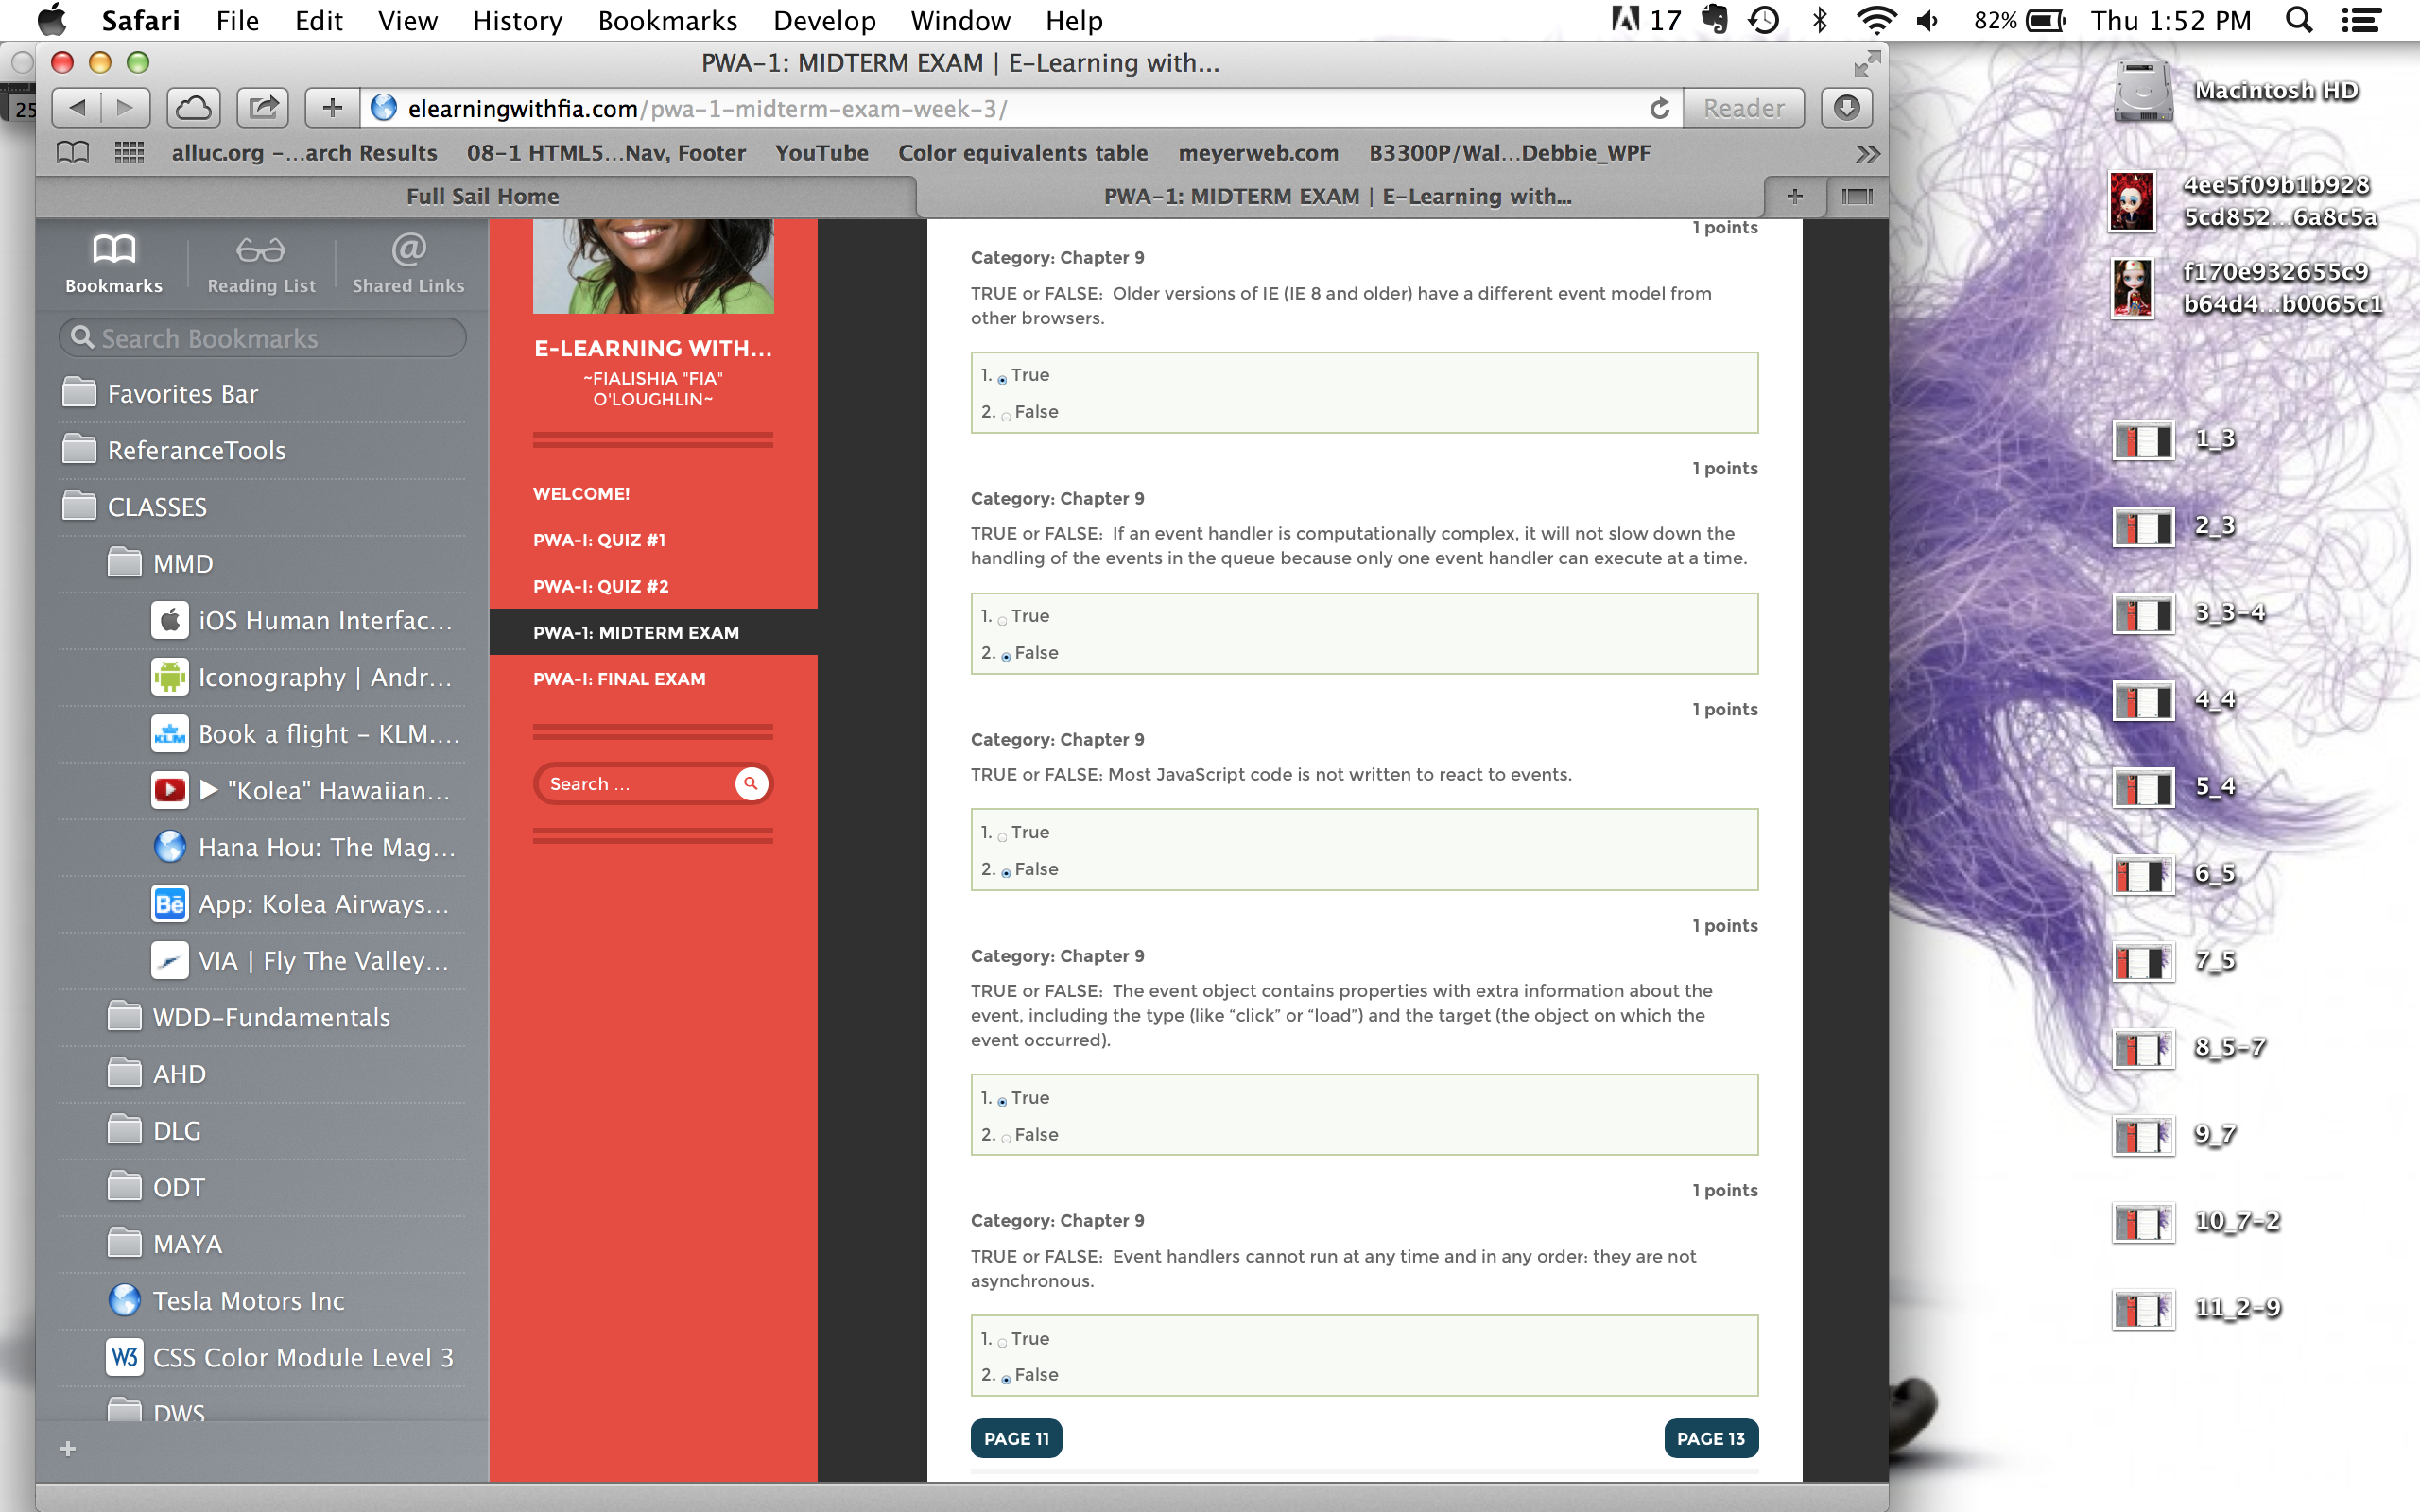 Safari File Edit View History Bookmarks Develop Window Help 17 82% Thu 1:52 PM
PWA-1: MIDTERM EXAM | E-Learning with...
elearningwithfia.com/pwa-1-midterm-exam-week-3/ Reader
alluc.org -...arch Results 08-1 HTML5...Nav, Footer YouTube Color equivalents table meyerweb.com B3300P/Wal...Debbie_WPF
Full Sail Home PWA-1: MIDTERM EXAM | E-Learning with...
25
Bookmarks Reading List Shared Links
Search Bookmarks
Favorites Bar
ReferanceTools
CLASSES
MMD
iOS Human Interfac...
Iconography | Andr...
KLM Book a flight - KLM....
▶ "Kolea" Hawaiian...
Hana Hou: The Mag...
Bē App: Kolea Airways...
VIA | Fly The Valley...
WDD-Fundamentals
AHD
DLG
ODT
MAYA
Tesla Motors Inc
W3 CSS Color Module Level 3
DWS
+
E-LEARNING WITH...
~FIALISHIA "FIA"
O'LOUGHLIN~
WELCOME!
PWA-I: QUIZ #1
PWA-I: QUIZ #2
PWA-1: MIDTERM EXAM
PWA-I: FINAL EXAM
Search ...
1 points
Category: Chapter 9
TRUE or FALSE: Older versions of IE (IE 8 and older) have a different event model from
other browsers.
1. True
2. False
1 points
Category: Chapter 9
TRUE or FALSE: If an event handler is computationally complex, it will not slow down the
handling of the events in the queue because only one event handler can execute at a time.
1. True
2. False
1 points
Category: Chapter 9
TRUE or FALSE: Most JavaScript code is not written to react to events.
1. True
2. False
1 points
Category: Chapter 9
TRUE or FALSE: The event object contains properties with extra information about the
event, including the type (like “click” or “load”) and the target (the object on which the
event occurred).
1. True
2. False
1 points
Category: Chapter 9
TRUE or FALSE: Event handlers cannot run at any time and in any order: they are not
asynchronous.
1. True
2. False
PAGE 11 PAGE 13
Macintosh HD
4ee5f09b1b928
5cd852...6a8c5a
f170e932655c9
b64d4...b0065c1
1_3
2_3
3_3-4
4_4
5_4
6_5
7_5
8_5-7
9_7
10_7-2
11_2-9